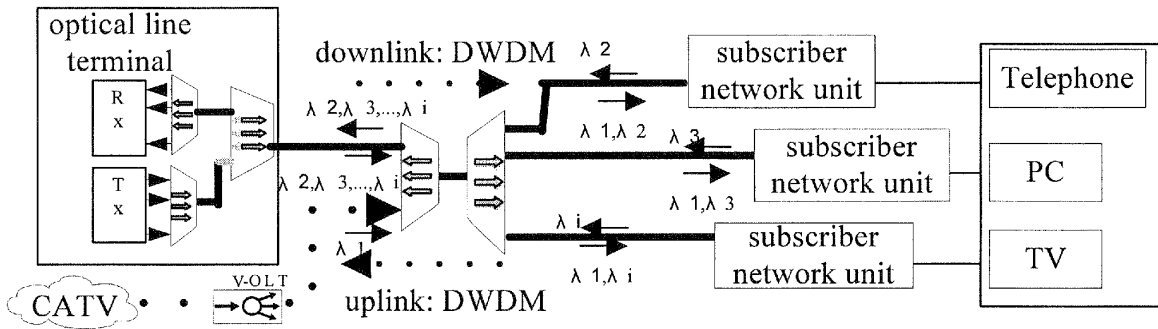 optical line
terminal
R
x
T
x
CATV
V-OLT
downlink: DWDM
λ 2,λ 3,...,λ i
λ 2,λ 3,...,λ i
λ 1
uplink: DWDM
λ 2
λ 1,λ 2
λ 3
λ 1,λ 3
λ i
λ 1,λ i
subscriber
network unit
subscriber
network unit
subscriber
network unit
Telephone
PC
TV